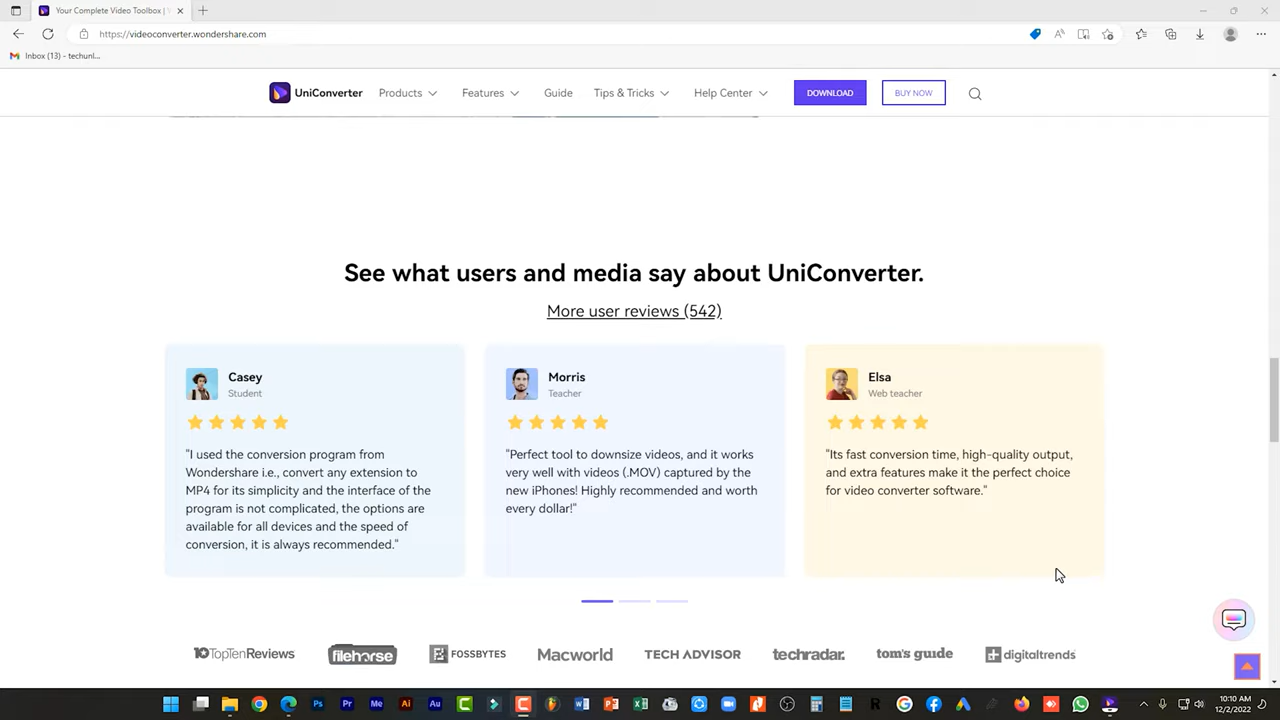 Your Complete Video Toolbox |
https://videoconverter.wondershare.com
Inbox (13) - techunl...
UniConverter
Products
Features
Guide
Tips & Tricks
Help Center
DOWNLOAD
BUY NOW
See what users and media say about UniConverter.
More user reviews (542)
Casey
Student
"I used the conversion program from
Wondershare i.e., convert any extension to
MP4 for its simplicity and the interface of the
program is not complicated, the options are
available for all devices and the speed of
conversion, it is always recommended."
Morris
Teacher
"Perfect tool to downsize videos, and it works
very well with videos (.MOV) captured by the
new iPhones! Highly recommended and worth
every dollar!"
Elsa
Web teacher
"Its fast conversion time, high-quality output,
and extra features make it the perfect choice
for video converter software."
10TopTenReviews
filehorse
FOSSBYTES
Macworld
TECH ADVISOR
techradar.
tom's guide
digitaltrends
Ps
Pr
Me
Ai
Au
10:10 AM
12/2/2022